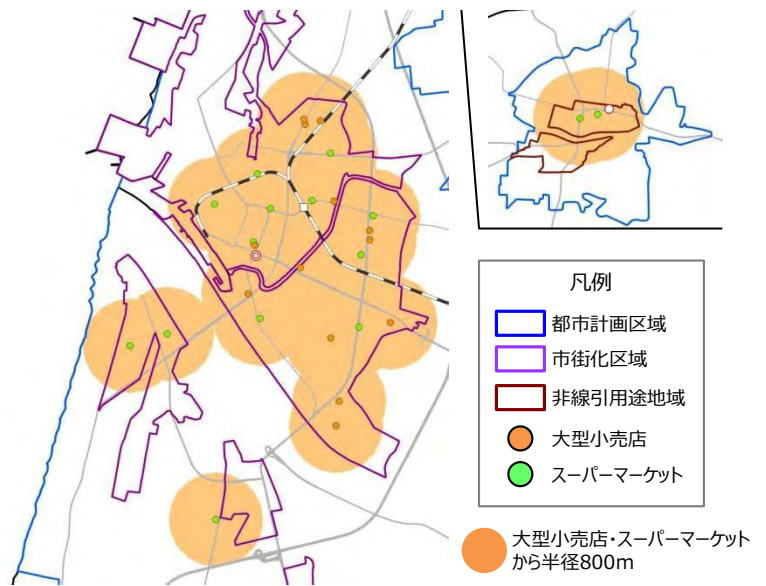 凡例
都市計画区域
市街化区域
非線引用途地域
大型小売店
スーパーマーケット
大型小売店・スーパーマーケット
から半径800m